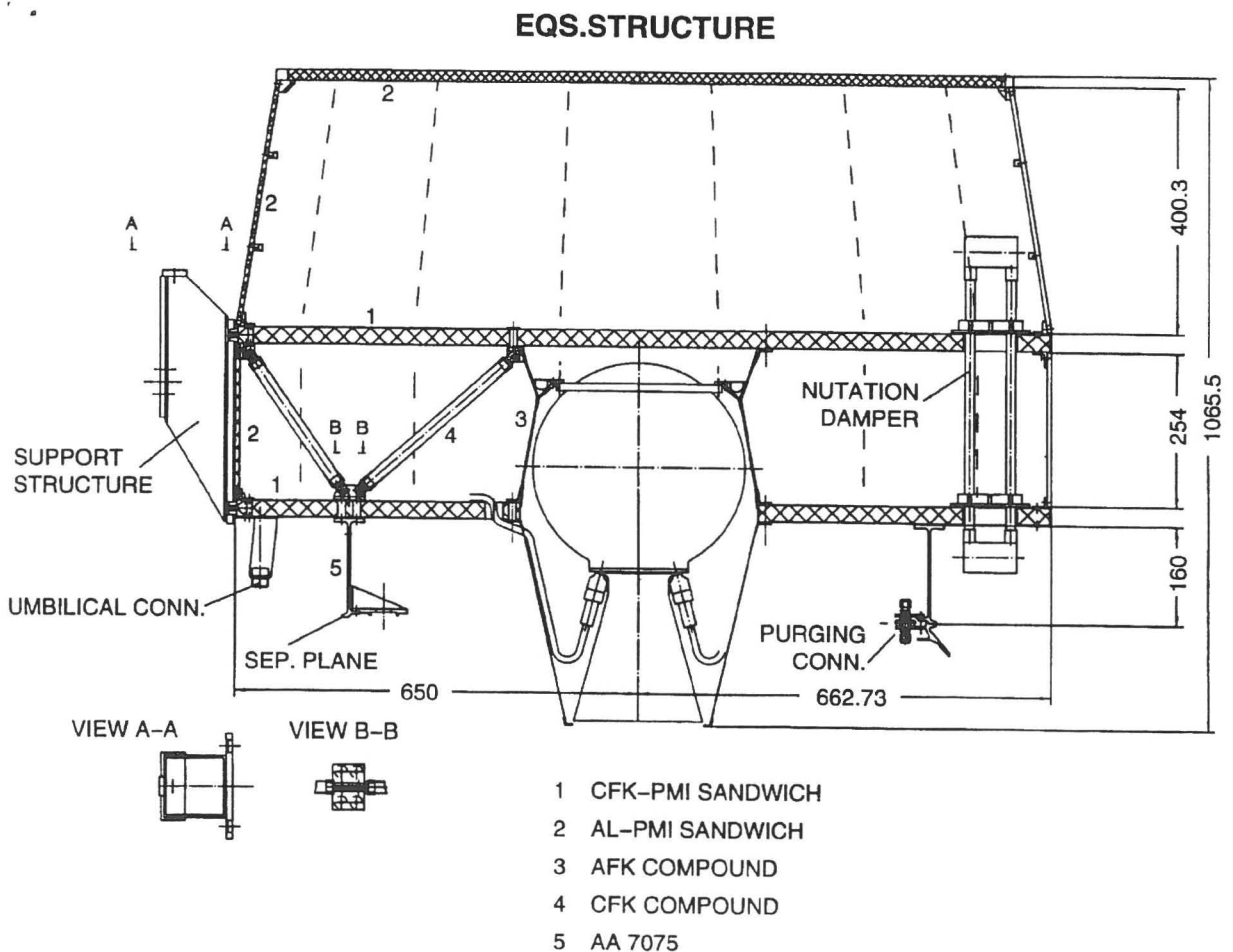 EQS.STRUCTURE
2
400.3
2
A A
1
NUTATION
DAMPER
254
1065.5
3
B B
4
2
SUPPORT
STRUCTURE
1
5
160
UMBILICAL CONN.
PURGING
CONN.
SEP. PLANE
650
662.73
VIEW A–A
VIEW B–B
1 CFK–PMI SANDWICH
2 AL–PMI SANDWICH
3 AFK COMPOUND
4 CFK COMPOUND
5 AA 7075